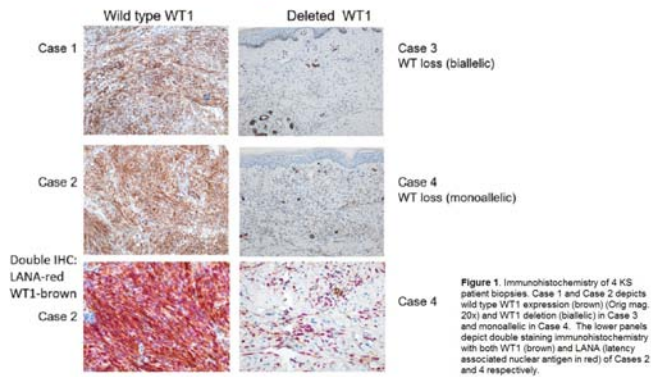 Wild type WT1
Deleted WT1
Case 1
Case 3
WT loss (biallelic)
Case 2
Case 4
WT loss (monoallelic)
Double IHC:
LANA-red
WT1-brown
Case 2
Case 4
Figure 1. Immunohistochemistry of 4 KS
patient biopsies. Case 1 and Case 2 depicts
wild type WT1 expression (brown) (Orig mag.
20x) and WT1 deletion (biallelic) in Case 3
and monoallelic in Case 4. The lower panels
depict double staining immunohistochemistry
with both WT1 (brown) and LANA (latency
associated nuclear antigen in red) of Cases 2
and 4 respectively.